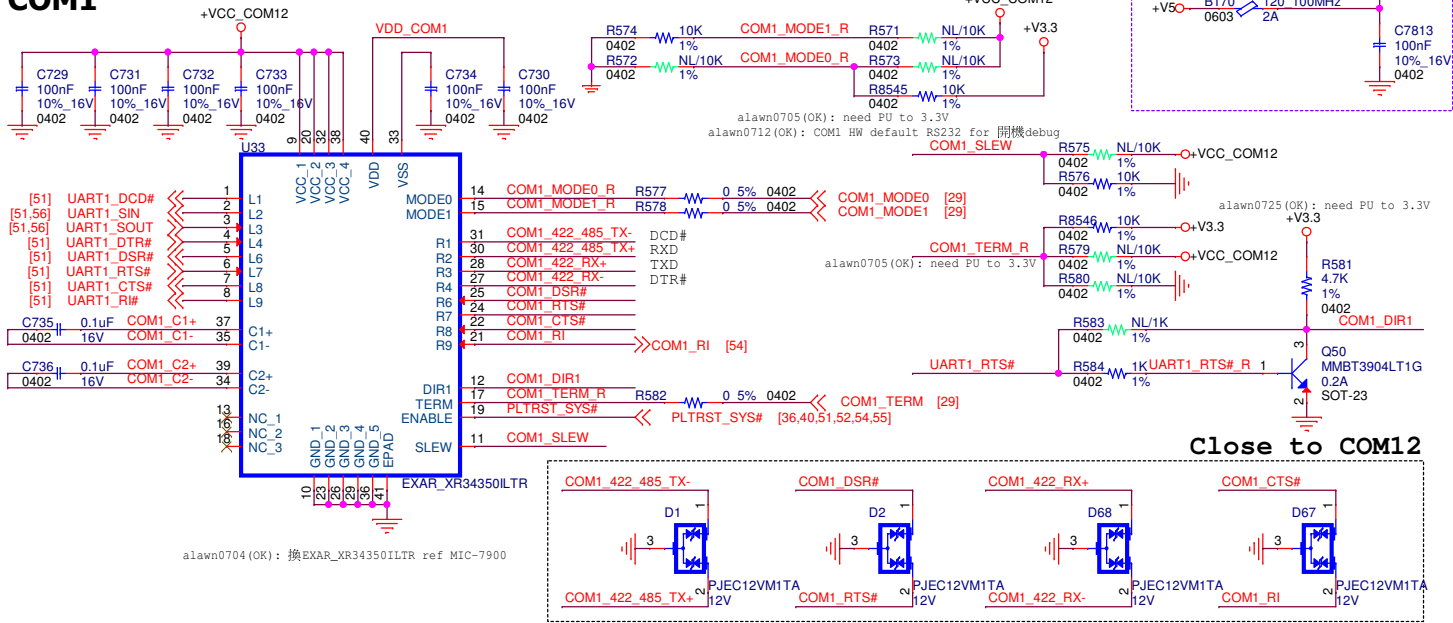 COM1
+VCC_COM12
VDD_COM1
C729
100nF
10%_16V
0402
C731
100nF
10%_16V
0402
C732
100nF
10%_16V
0402
C733
100nF
10%_16V
0402
C734
100nF
10%_16V
0402
C730
100nF
10%_16V
0402
R574 10K COM1_MODE1_R R571 NL/10K
0402 1% 0402 1%
R572 NL/10K COM1_MODE0_R R573 NL/10K
0402 1% 0402 1%
R8545 10K
0402 1%
+VCC_COM12
+V3.3
alawn0705(OK): need PU to 3.3V
alawn0712(OK): COM1 HW default RS232 for 開機debug
+V5 B170 120_100MHz
0603 2A
C7813
100nF
10%_16V
0402
U33
9 20 32 38 40 33
VCC_1
VCC_2
VCC_3
VCC_4
VDD
VSS
[51] UART1_DCD# 1 L1
[51,56] UART1_SIN 2 L2
[51,56] UART1_SOUT 3 L3
[51] UART1_DTR# 4 L4
[51] UART1_DSR# 5 L6
[51] UART1_RTS# 6 L7
[51] UART1_CTS# 7 L8
[51] UART1_RI# 8 L9
C735 0.1uF COM1_C1+ 37 C1+
0402 16V COM1_C1- 35 C1-
C736 0.1uF COM1_C2+ 39 C2+
0402 16V COM1_C2- 34 C2-
13 NC_1
16 NC_2
18 NC_3
MODE0 14 COM1_MODE0_R R577 0 5% 0402 COM1_MODE0 [29]
MODE1 15 COM1_MODE1_R R578 0 5% 0402 COM1_MODE1 [29]
R1 31 COM1_422_485_TX- DCD#
R2 30 COM1_422_485_TX+ RXD
R3 28 COM1_422_RX+ TXD
R4 27 COM1_422_RX- DTR#
R6 25 COM1_DSR#
R7 24 COM1_RTS#
R8 22 COM1_CTS#
R9 21 COM1_RI COM1_RI [54]
DIR1 12 COM1_DIR1
TERM 17 COM1_TERM_R R582 0 5% 0402 COM1_TERM [29]
ENABLE 19 PLTRST_SYS# PLTRST_SYS# [36,40,51,52,54,55]
SLEW 11 COM1_SLEW
GND_1
GND_2
GND_3
GND_4
GND_5
EPAD
10 23 26 29 36 41
EXAR_XR34350ILTR
alawn0704(OK): 換EXAR_XR34350ILTR ref MIC-7900
COM1_SLEW R575 NL/10K +VCC_COM12
0402 1%
R576 10K
0402 1%
alawn0725(OK): need PU to 3.3V
R8546 10K +V3.3
0402 1%
COM1_TERM_R R579 NL/10K +VCC_COM12
alawn0705(OK): need PU to 3.3V 0402 1%
R580 NL/10K
0402 1%
+V3.3
R581
4.7K
1%
0402
R583 NL/1K COM1_DIR1
0402 1%
UART1_RTS# R584 1K UART1_RTS#_R 1
0402 1%
3
2
Q50
MMBT3904LT1G
0.2A
SOT-23
Close to COM12
COM1_422_485_TX- COM1_DSR# COM1_422_RX+ COM1_CTS#
1 1 1 1
D1 D2 D68 D67
3 3 3 3
2 2 2 2
PJEC12VM1TA PJEC12VM1TA PJEC12VM1TA PJEC12VM1TA
COM1_422_485_TX+ 12V COM1_RTS# 12V COM1_422_RX- 12V COM1_RI 12V